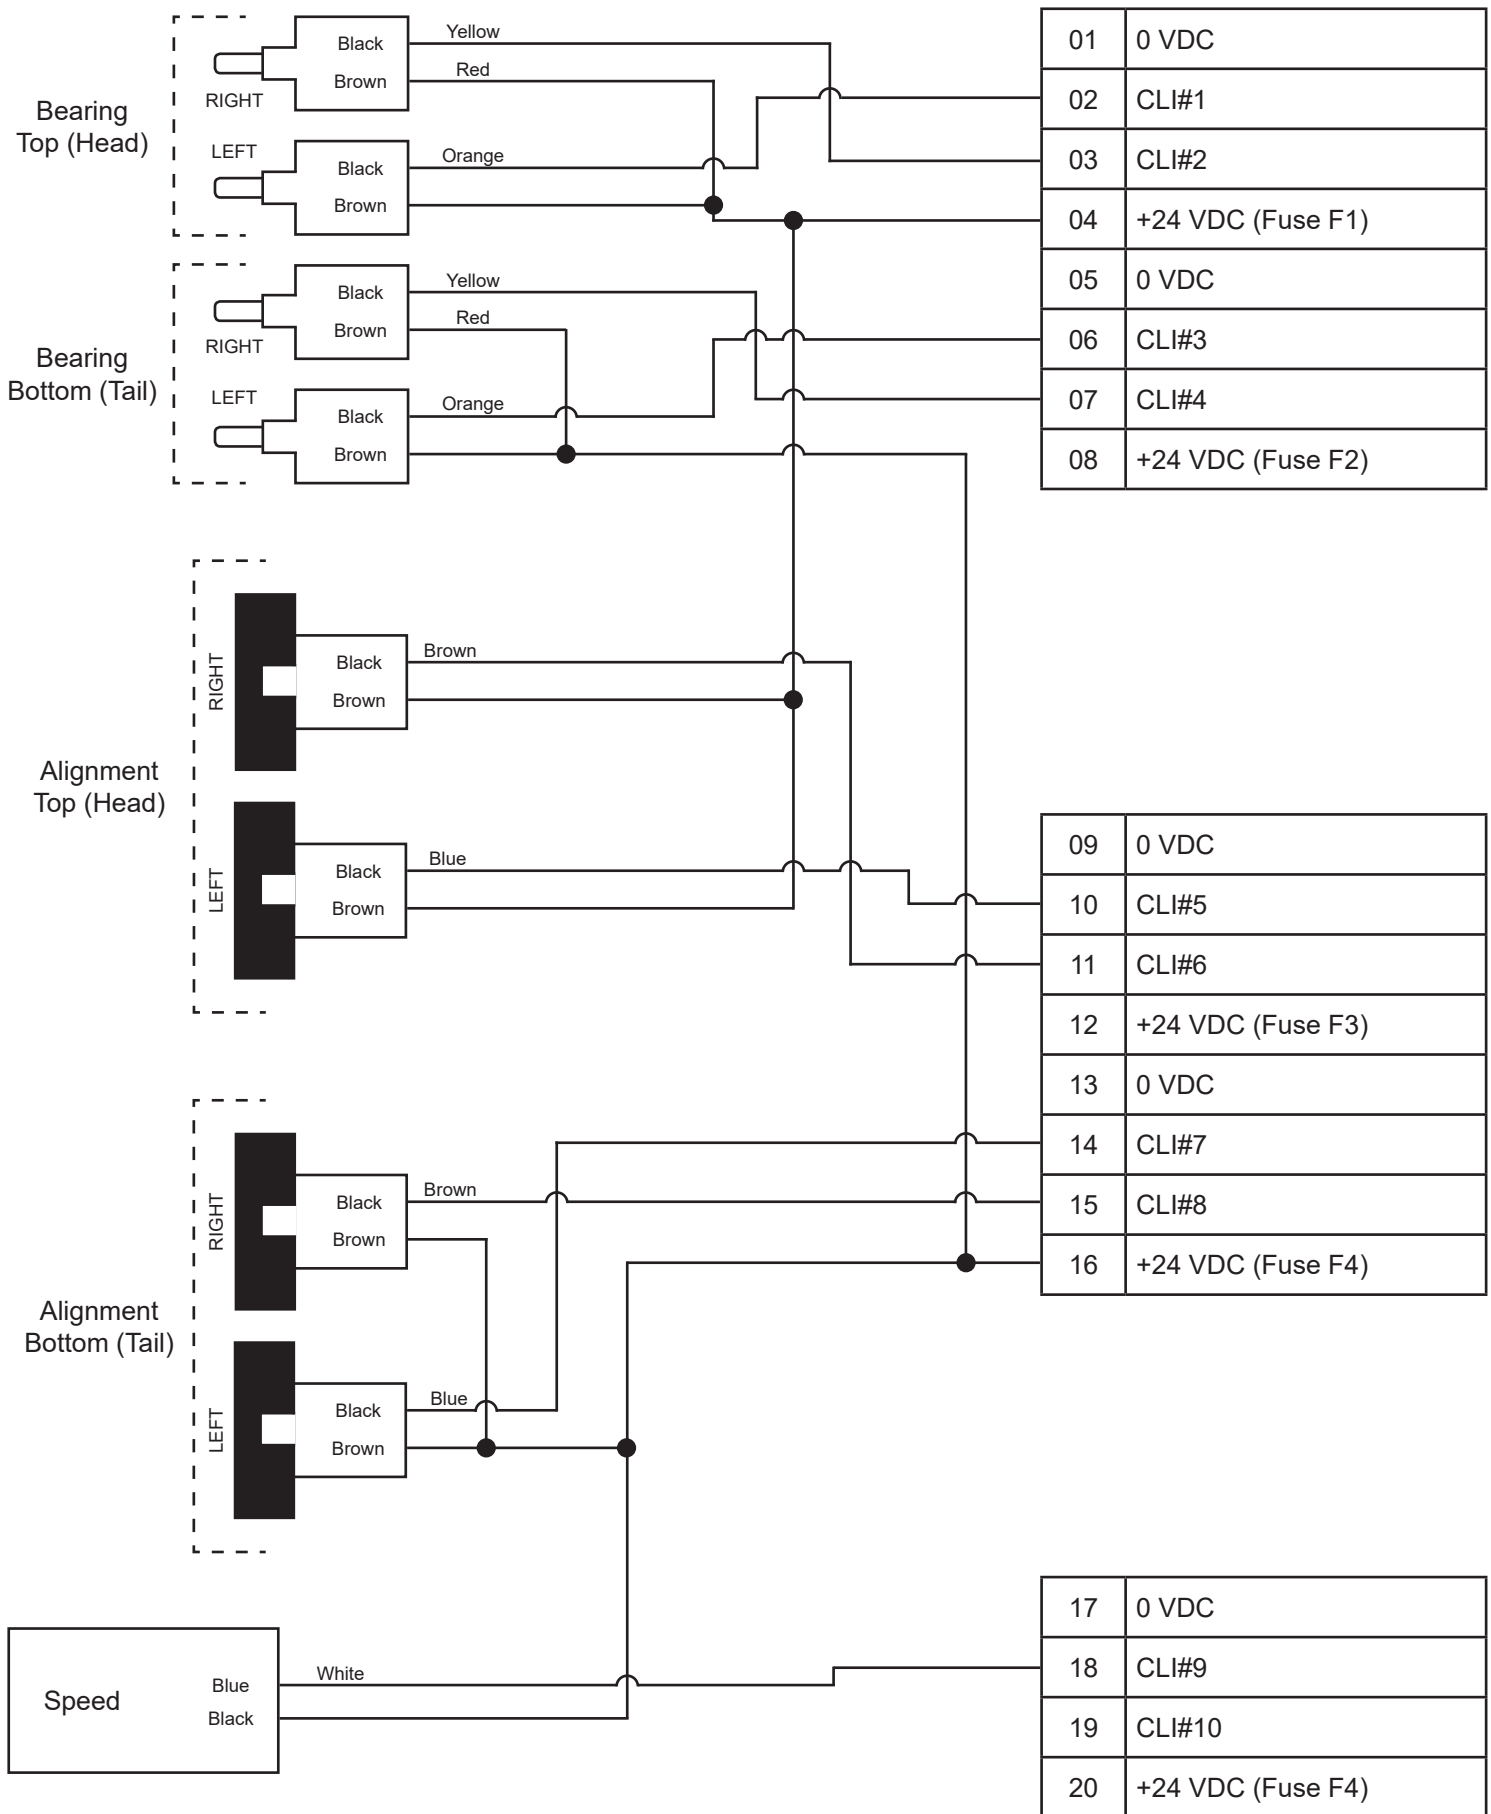 Bearing
Top (Head)
RIGHT
Black
Brown
Yellow
Red
LEFT
Black
Brown
Orange
Bearing
Bottom (Tail)
RIGHT
Black
Brown
Yellow
Red
LEFT
Black
Brown
Orange
01 0 VDC
02 CLI#1
03 CLI#2
04 +24 VDC (Fuse F1)
05 0 VDC
06 CLI#3
07 CLI#4
08 +24 VDC (Fuse F2)
Alignment
Top (Head)
RIGHT
Black
Brown
Brown
LEFT
Black
Brown
Blue
09 0 VDC
10 CLI#5
11 CLI#6
12 +24 VDC (Fuse F3)
13 0 VDC
14 CLI#7
15 CLI#8
16 +24 VDC (Fuse F4)
Alignment
Bottom (Tail)
RIGHT
Black
Brown
Brown
LEFT
Black
Brown
Blue
Speed
Blue
Black
White
17 0 VDC
18 CLI#9
19 CLI#10
20 +24 VDC (Fuse F4)